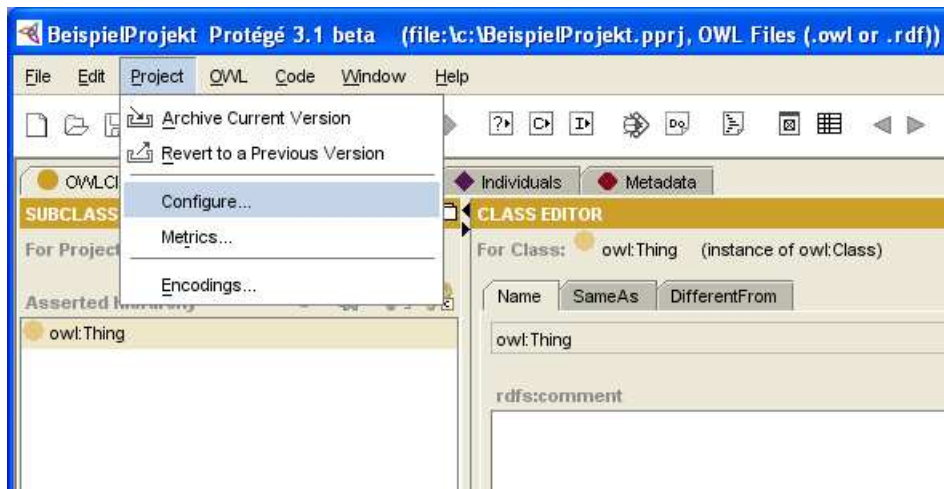 BeispielProjekt Protégé 3.1 beta (file:\c:\BeispielProjekt.pprj, OWL Files (.owl or .rdf))
File Edit Project OWL Code Window Help
Archive Current Version
Revert to a Previous Version
Configure...
Metrics...
Encodings...
Individuals Metadata
SUBCLASS
CLASS EDITOR
For Project
For Class: owl:Thing (instance of owl:Class)
Asserted
Name SameAs DifferentFrom
owl:Thing
owl:Thing
rdfs:comment